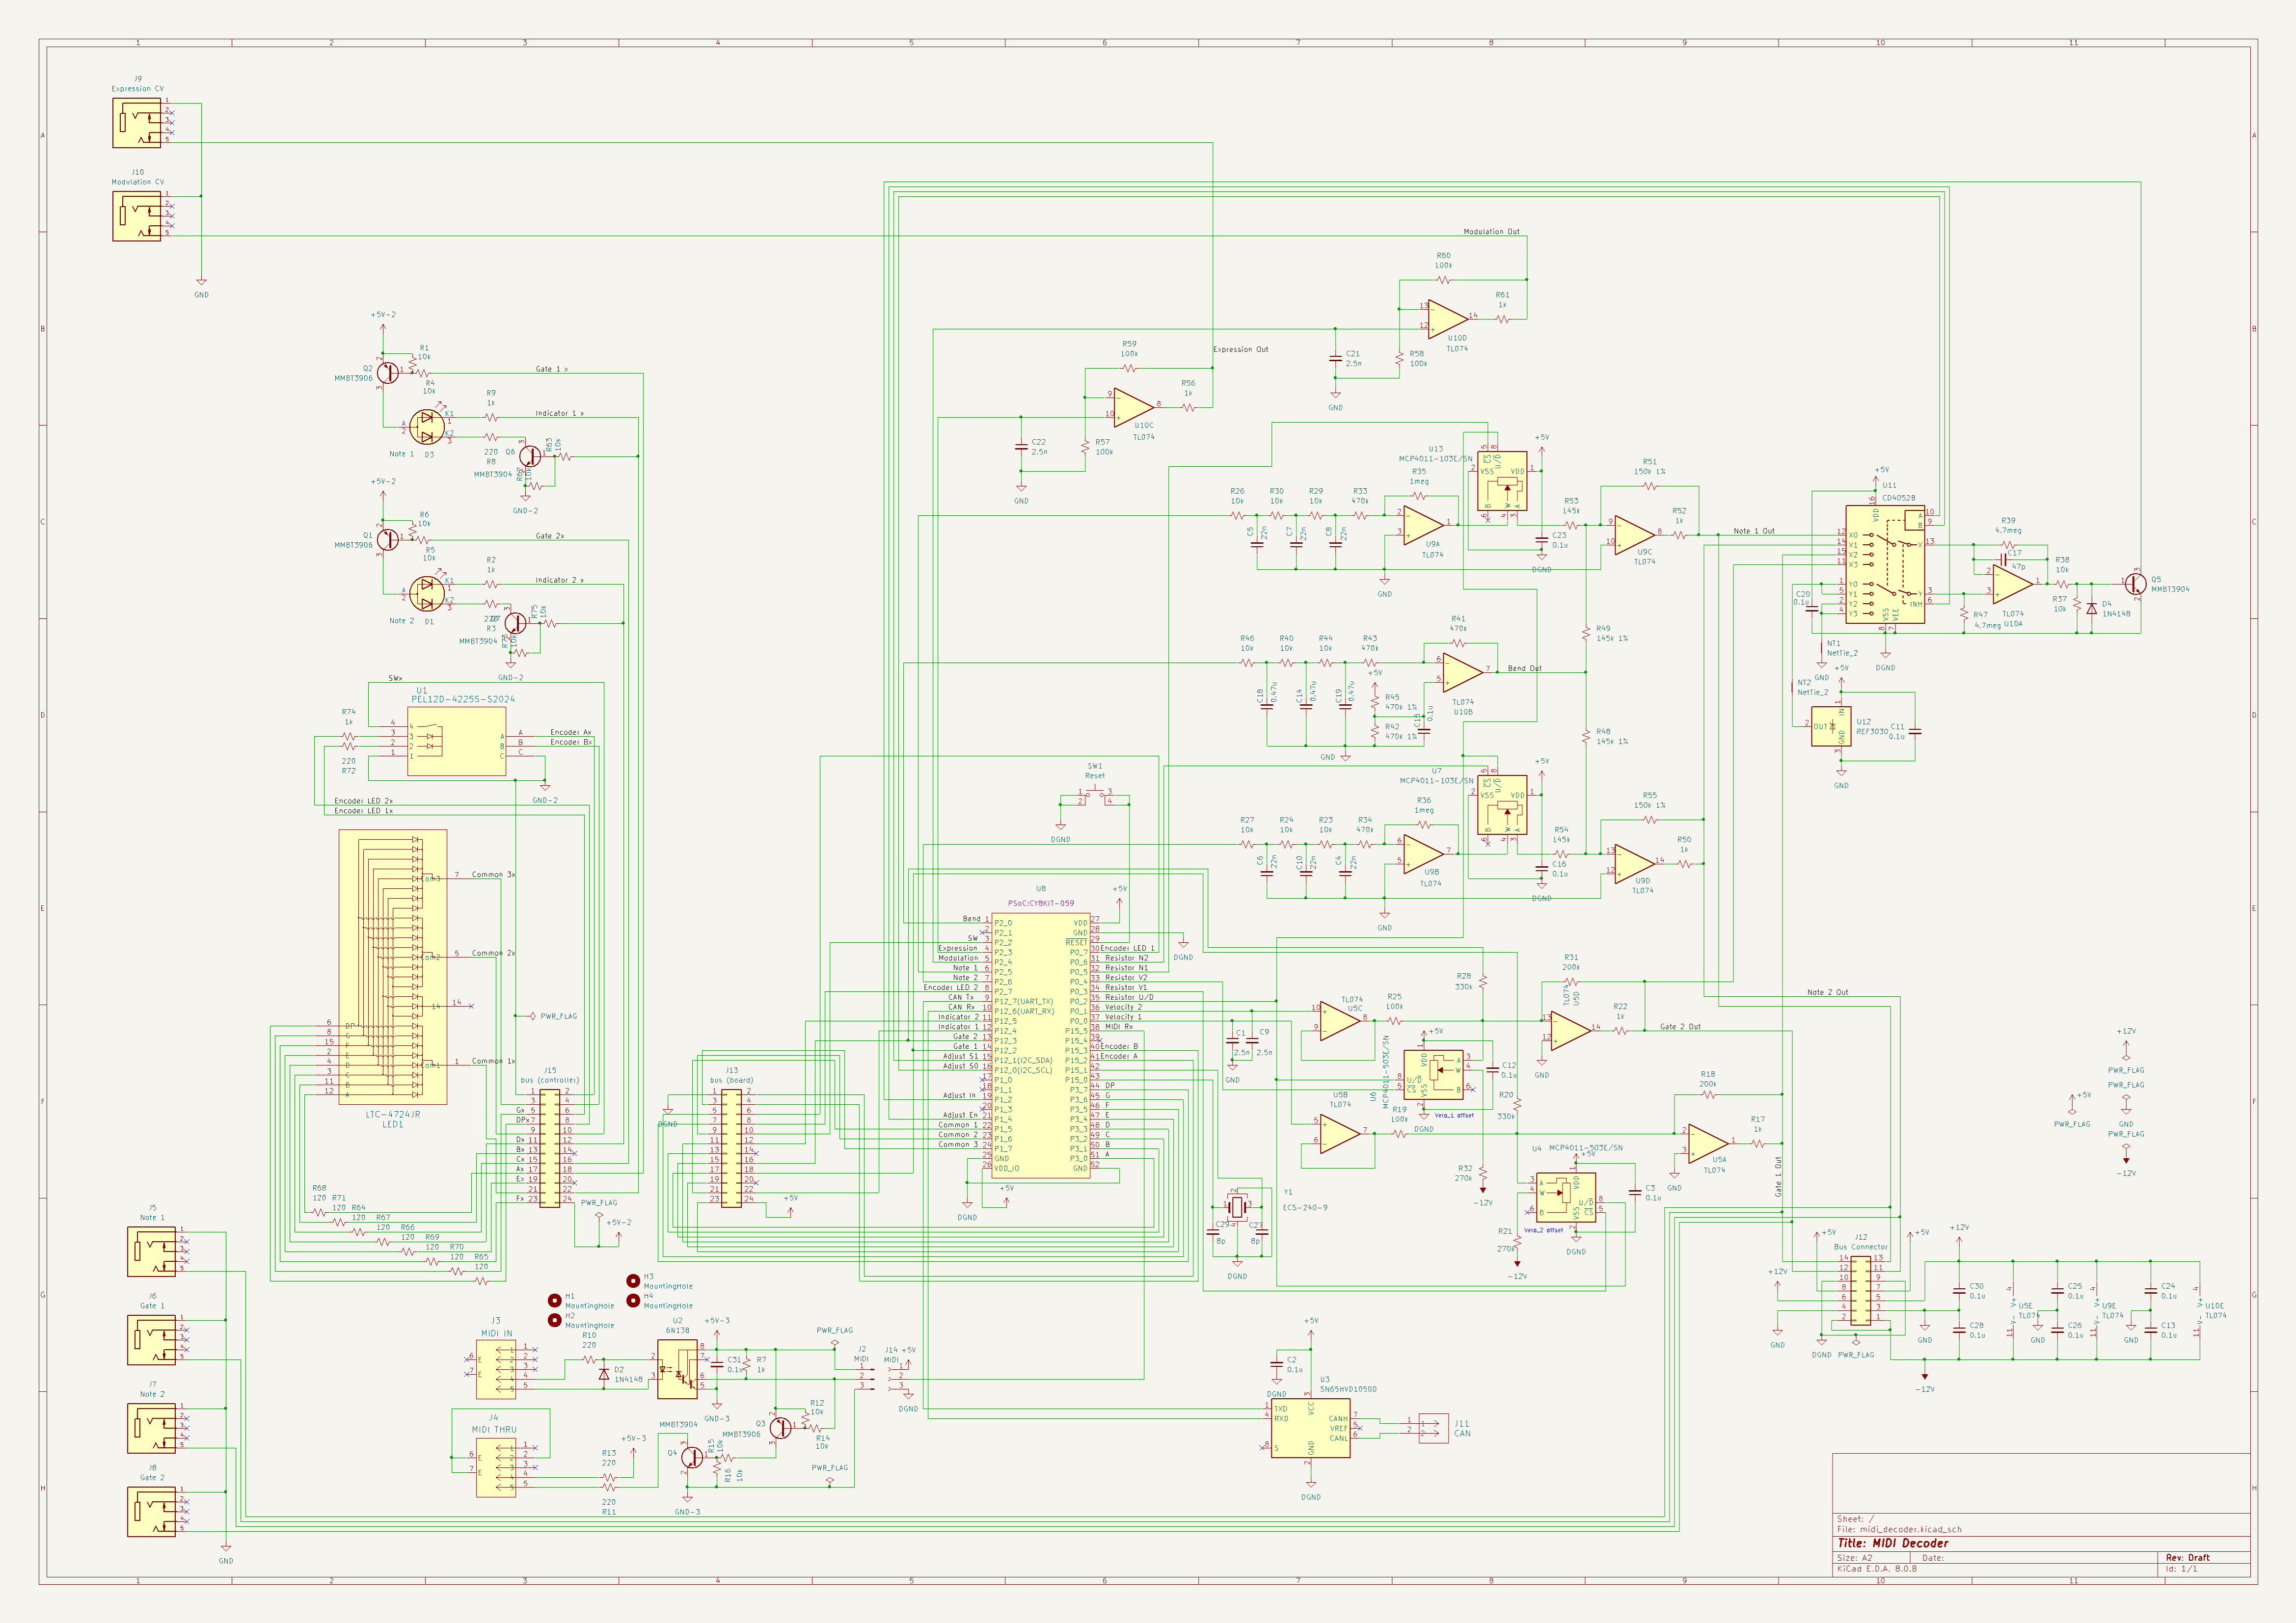 J9
Expression CV
J10
Modulation CV
GND
Modulation Out
R60
100k
R61
1k
U10D
TL074
C21
2.5n
R58
100k
GND
Expression Out
R59
100k
R56
1k
U10C
TL074
C22
2.5n
R57
100k
GND
+5V-2
R1
10k
Q2
MMBT3906
R4
10k
Gate 1 x
R9
1k
Indicator 1 x
K1
K2
A
Note 1 D3
220
R8
Q6
MMBT3904
R63
10k
GND-2
+5V-2
R6
10k
Q1
MMBT3906
R5
10k
Gate 2x
R2
1k
Indicator 2 x
K1
K2
A
Note 2 D1
R3
MMBT3904
R75
10k
GND-2
SWx
U1
PEL12D-4225S-S2024
R74
1k
220
R72
Encoder Ax
Encoder Bx
GND-2
Encoder LED 2x
Encoder LED 1x
Common 3x
Common 2x
Common 1x
PWR_FLAG
LTC-4724JR
LED1
J15
bus (controller)
Gx
DPx
Dx
Bx
Cx
Ax
Ex
Fx
PWR_FLAG
+5V-2
R68
120
R71
120
R64
120
R66
120
R69
120
R70
120
R65
120
J13
bus (board)
DGND
+5V
SW1
Reset
DGND
U8
PSoC:CY8KIT-059
+5V
DGND
Bend
SW
Expression
Modulation
Note 1
Note 2
Encoder LED 2
CAN Tx
CAN Rx
Indicator 2
Indicator 1
Gate 2
Gate 1
Adjust S1
Adjust S0
Adjust In
Adjust En
Common 1
Common 2
Common 3
P2_0
P2_1
P2_2
P2_3
P2_4
P2_5
P2_6
P2_7
P12_7(UART_TX)
P12_6(UART_RX)
P12_5
P12_4
P12_3
P12_2
P12_1(I2C_SDA)
P12_0(I2C_SCL)
P1_0
P1_1
P1_2
P1_3
P1_4
P1_5
P1_6
P1_7
GND
VDD_IO
VDD
GND
RESET
P0_7
P0_6
P0_5
P0_4
P0_3
P0_2
P0_1
P0_0
P15_5
P15_4
P15_3
P15_2
P15_1
P15_0
P3_7
P3_6
P3_5
P3_4
P3_3
P3_2
P3_1
P3_0
GND
Encoder LED 1
Resistor N2
Resistor N1
Resistor V2
Resistor V1
Resistor U/D
Velocity 2
Velocity 1
MIDI Rx
Encoder B
Encoder A
DP
G
F
E
D
C
B
A
DGND
+5V
U13
MCP4011-103E/SN
+5V
R35
1meg
R26
10k
R30
10k
R29
10k
R33
470k
C5
22n
C7
22n
C8
22n
U9A
TL074
GND
C23
0.1u
DGND
R53
145k
R51
150k 1%
R52
1k
U9C
TL074
Note 1 Out
R46
10k
R40
10k
R44
10k
R43
470k
R41
470k
Bend Out
+5V
C18
0.47u
C14
0.47u
C19
0.47u
R45
470k 1%
R42
470k 1%
C15
0.1u
TL074
U10B
GND
R49
145k 1%
R48
145k 1%
U7
MCP4011-103E/SN
+5V
R36
1meg
R27
10k
R24
10k
R23
10k
R34
470k
C6
22n
C10
22n
C4
22n
U9B
TL074
GND
C16
0.1u
DGND
R54
145k
R55
150k 1%
R50
1k
U9D
TL074
+5V
U11
CD4052B
VDD
X0
X1
X2
X3
Y0
Y1
Y2
Y3
A
B
X
Y
INH
VSS
VEE
C20
0.1u
NT1
NetTie_2
NT2
NetTie_2
+5V
U12
REF3030
C11
0.1u
GND
DGND
R39
4.7meg
C17
47p
R38
10k
R37
10k
D4
1N4148
Q5
MMBT3904
R47
4.7meg
TL074
U10A
R31
200k
TL074
U5D
R22
1k
Gate 2 Out
Note 2 Out
GND
R28
330k
TL074
U5C
R25
100k
C1
2.5n
C9
2.5n
GND
+5V
U6
MCP4011-503E/SN
C12
0.1u
Velo_1 offset
DGND
U5B
TL074
R19
100k
R20
330k
R32
270k
-12V
R18
200k
R17
1k
U5A
TL074
GND
Gate 1 Out
U4
MCP4011-503E/SN
+5V
C3
0.1u
Velo_2 offset
DGND
R21
270k
-12V
Y1
ECS-240-9
C29
8p
C27
8p
DGND
+12V
PWR_FLAG
+5V
PWR_FLAG
PWR_FLAG
GND
PWR_FLAG
-12V
+5V
J12
Bus Connector
+5V
+12V
+12V
GND
DGND
PWR_FLAG
GND
-12V
C30
0.1u
C28
0.1u
U5E
TL074
GND
C25
0.1u
C26
0.1u
U9E
TL074
GND
C24
0.1u
C13
0.1u
U10E
TL074
J5
Note 1
J6
Gate 1
J7
Note 2
J8
Gate 2
GND
H3
MountingHole
H1
MountingHole
H4
MountingHole
H2
MountingHole
J3
MIDI IN
R10
220
D2
1N4148
U2
6N138
+5V-3
C31
0.1u
R7
1k
PWR_FLAG
GND-3
J2
MIDI
J14
MIDI
+5V
DGND
J4
MIDI THRU
R13
220
+5V-3
220
R11
MMBT3904
Q4
R15
10k
R16
10k
Q3
MMBT3906
R12
10k
R14
10k
PWR_FLAG
GND-3
+5V
C2
0.1u
DGND
U3
SN65HVD1050D
TXD
RXD
S
VCC
GND
CANH
VREF
CANL
DGND
J11
CAN
Sheet: /
File: midi_decoder.kicad_sch
Title: MIDI Decoder
Size: A2 Date: Rev: Draft
KiCad E.D.A. 8.0.8 Id: 1/1